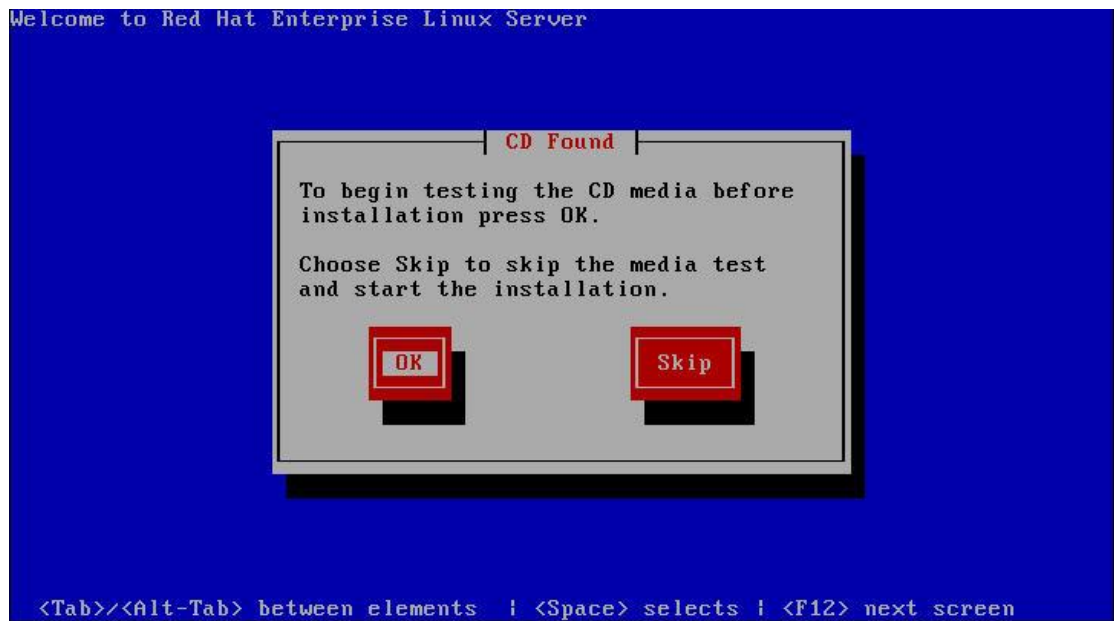 Welcome to Red Hat Enterprise Linux Server
CD Found
To begin testing the CD media before
installation press OK.
Choose Skip to skip the media test
and start the installation.
OK
Skip
<Tab>/<Alt-Tab> between elements | <Space> selects | <F12> next screen